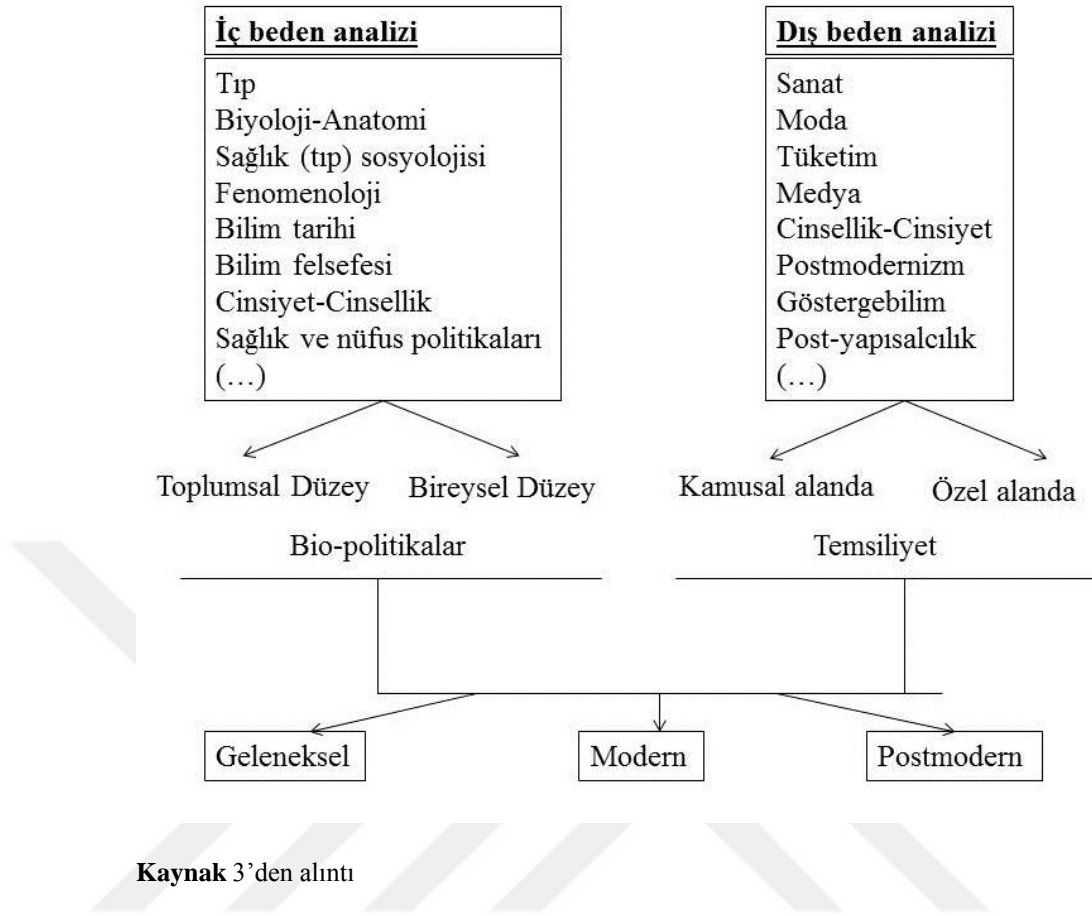 İç beden analizi
Tıp
Biyoloji-Anatomi
Sağlık (tıp) sosyolojisi
Fenomenoloji
Bilim tarihi
Bilim felsefesi
Cinsiyet-Cinsellik
Sağlık ve nüfus politikaları
(…)
Dış beden analizi
Sanat
Moda
Tüketim
Medya
Cinsellik-Cinsiyet
Postmodernizm
Göstergebilim
Post-yapısalcılık
(…)
Toplumsal Düzey
Bireysel Düzey
Kamusal alanda
Özel alanda
Bio-politikalar
Temsiliyet
Geleneksel
Modern
Postmodern
Kaynak 3’den alıntı